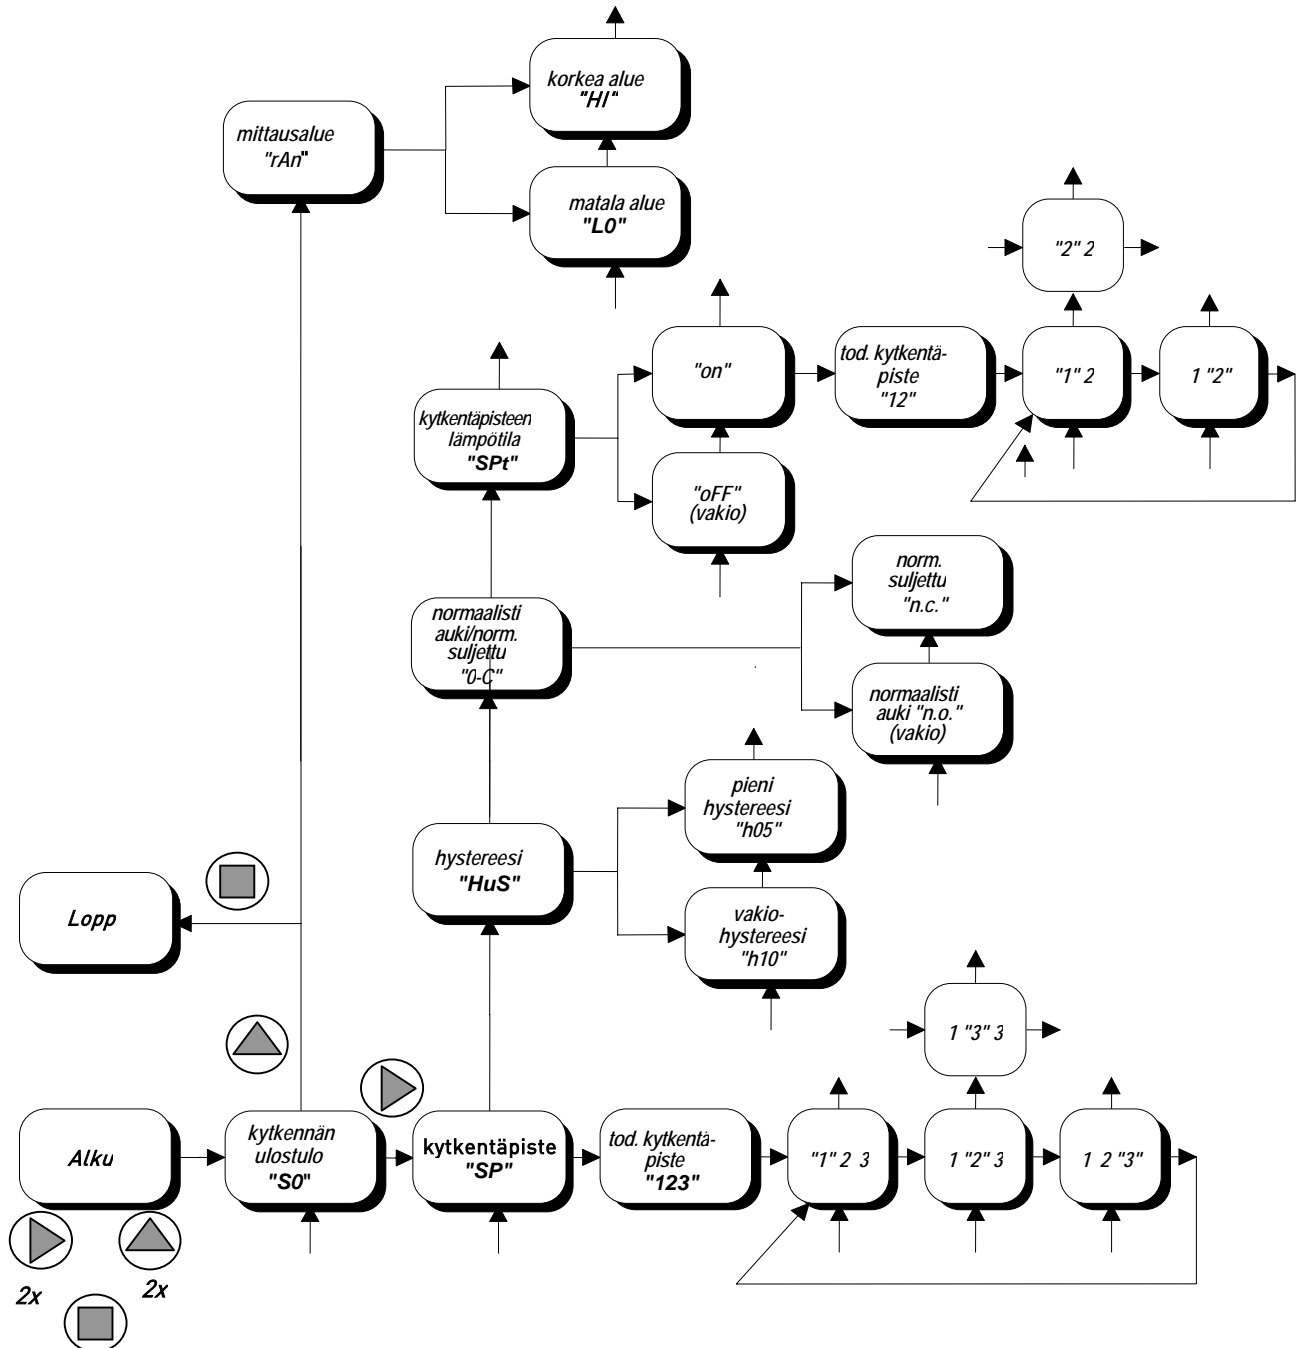 korkea alue
"HI"
mittausalue
"rAn"
matala alue
"L0"
"2" 2
"on"
tod. kytkentä-
piste
"12"
"1" 2
1 "2"
kytkentäpisteen
lämpötila
"SPt"
"oFF"
(vakio)
norm.
suljettu
"n.c."
normaalisti
auki/norm.
suljettu
"0-C"
normaalisti
auki "n.o."
(vakio)
pieni
hystereesi
"h05"
hystereesi
"HuS"
vakio-
hystereesi
"h10"
Lopp
1 "3" 3
Alku
kytkennän
ulostulo
"S0"
kytkentäpiste
"SP"
tod. kytkentä-
piste
"123"
"1" 2 3
1 "2" 3
1 2 "3"
2x
2x